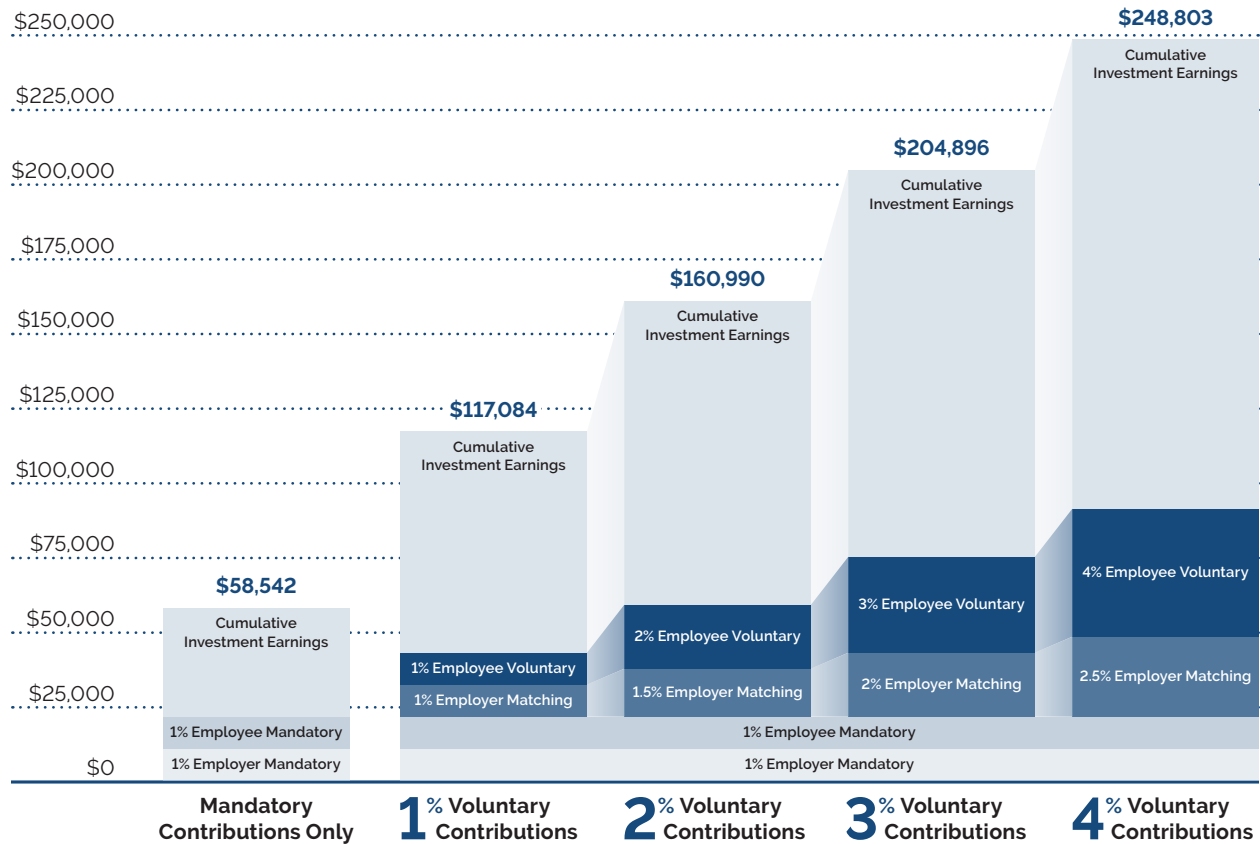 $250,000
$225,000
$200,000
$175,000
$150,000
$125,000
$100,000
$75,000
$50,000
$25,000
$0
$58,542
Cumulative
Investment Earnings
1% Employee Mandatory
1% Employer Mandatory
Mandatory
Contributions Only
$117,084
Cumulative
Investment Earnings
1% Employee Voluntary
1% Employer Matching
1% Voluntary
Contributions
$160,990
Cumulative
Investment Earnings
2% Employee Voluntary
1.5% Employer Matching
2% Voluntary
Contributions
$204,896
Cumulative
Investment Earnings
3% Employee Voluntary
2% Employer Matching
3% Voluntary
Contributions
$248,803
Cumulative
Investment Earnings
4% Employee Voluntary
2.5% Employer Matching
4% Voluntary
Contributions
1% Employee Mandatory
1% Employer Mandatory